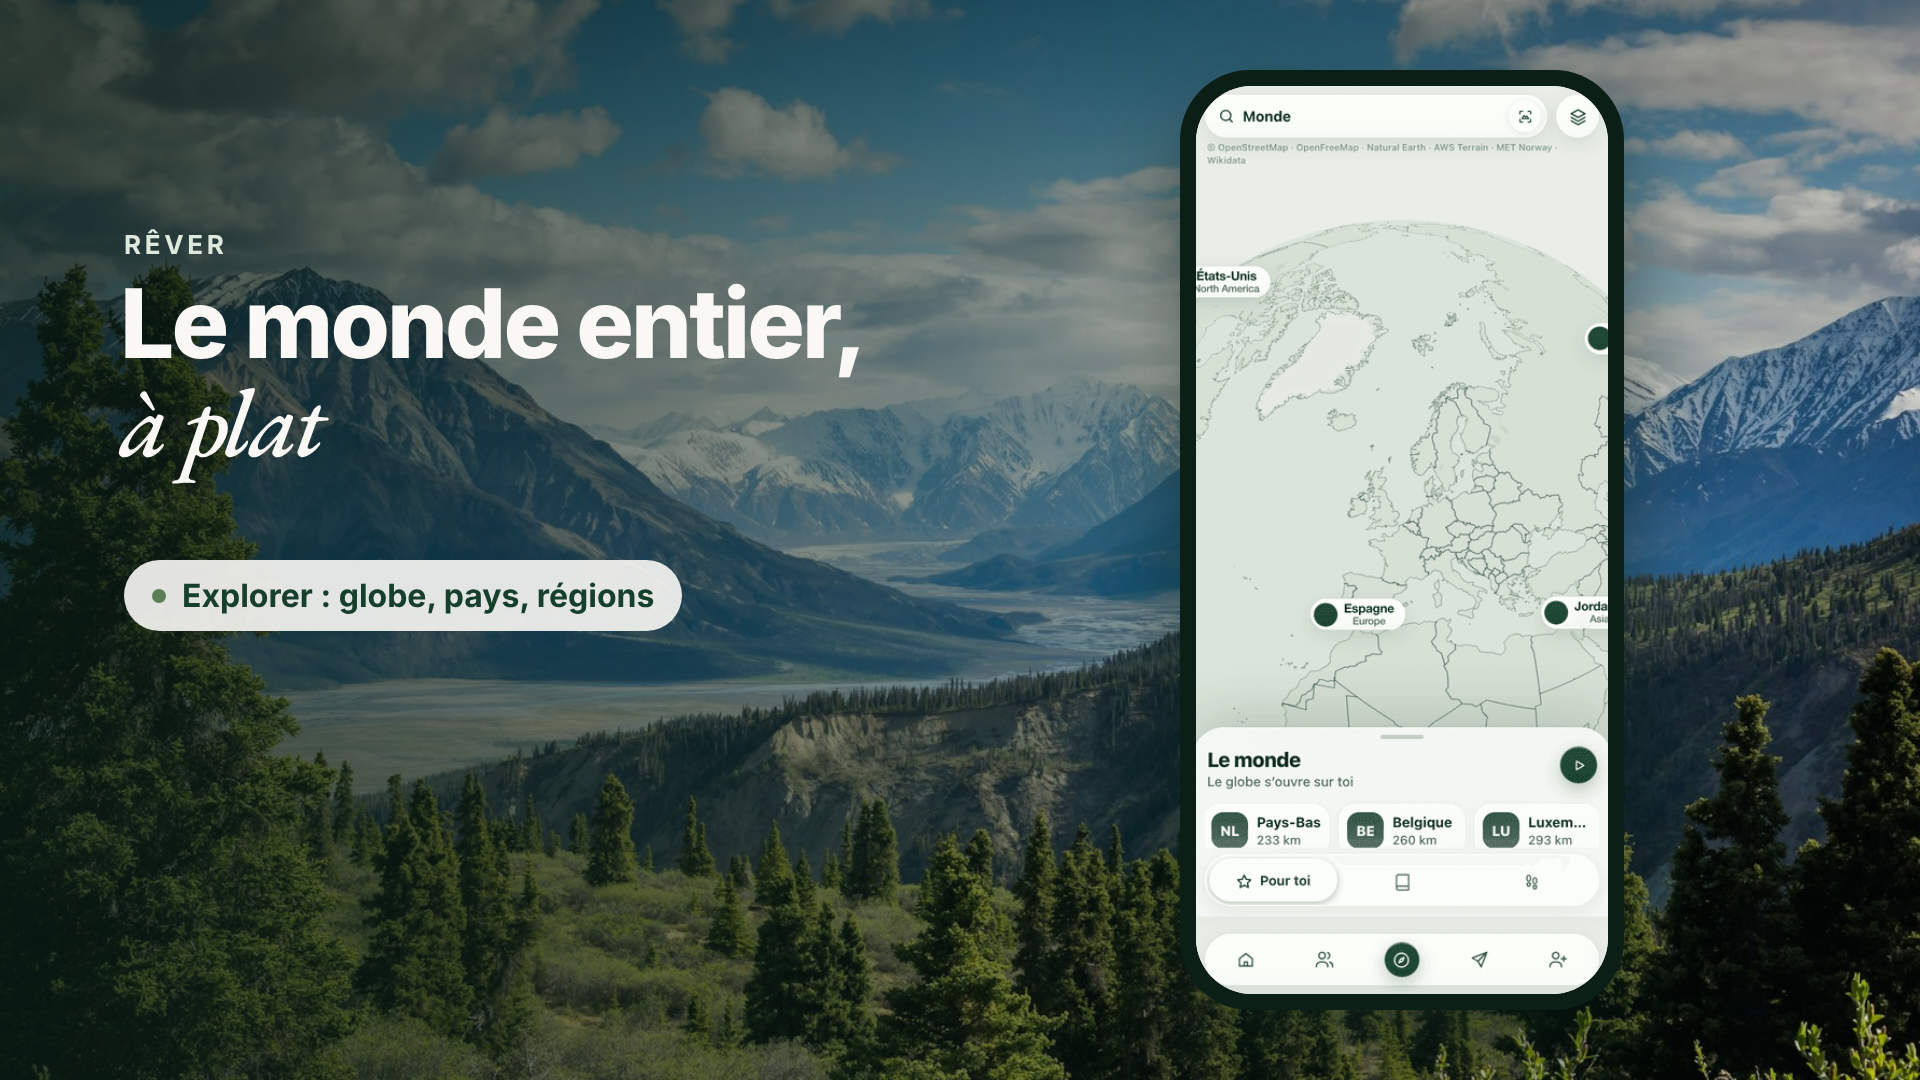 RÊVER
Le monde entier,
à plat
Explorer : globe, pays, régions
Monde
© OpenStreetMap · OpenFreeMap · Natural Earth · AWS Terrain · MET Norway ·
Wikidata
États-Unis
North America
Espagne
Europe
Jorda
Asia
Le monde
Le globe s'ouvre sur toi
NL
Pays-Bas
233 km
BE
Belgique
260 km
LU
Luxem...
293 km
Pour toi